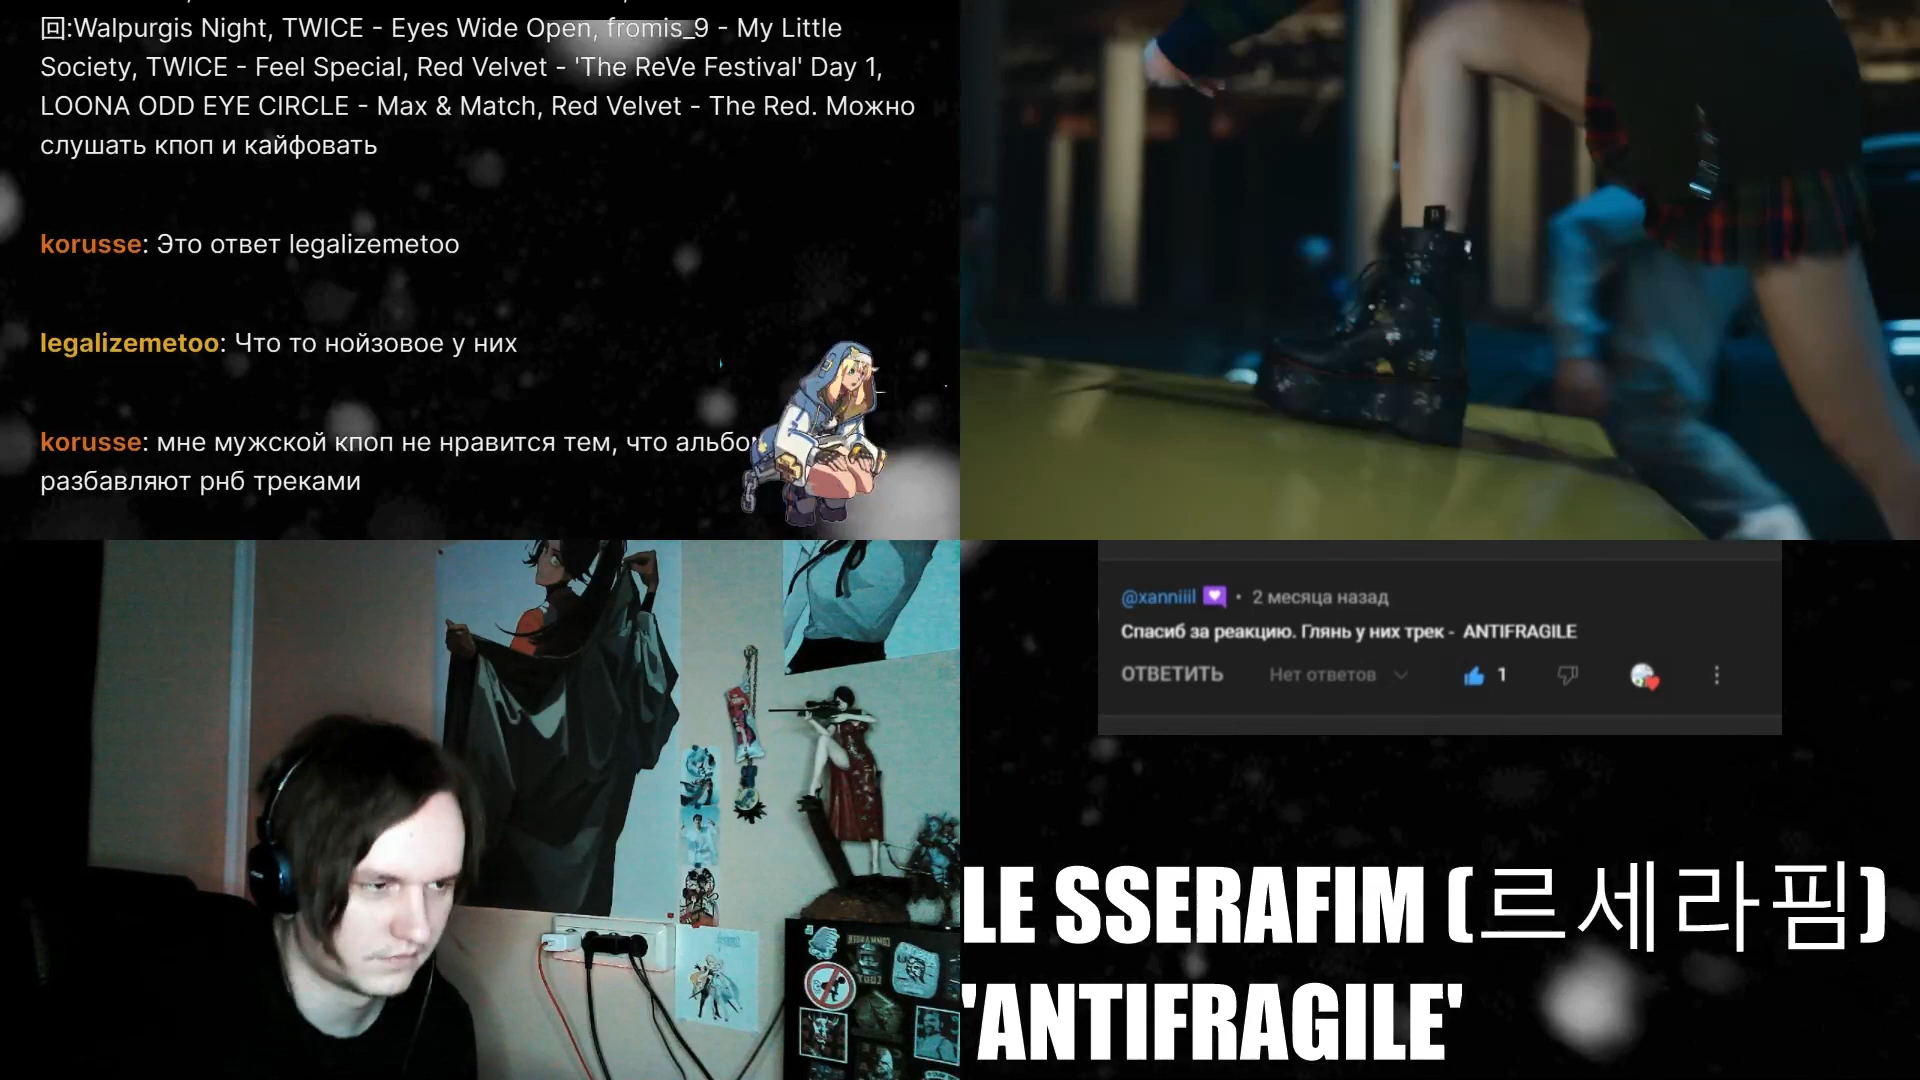 回:Walpurgis Night, TWICE - Eyes Wide Open, fromis_9 - My Little
Society, TWICE - Feel Special, Red Velvet - 'The ReVe Festival' Day 1,
LOONA ODD EYE CIRCLE - Max & Match, Red Velvet - The Red. Можно
слушать кпоп и кайфовать
korusse: Это ответ legalizemetoo
legalizemetoo: Что то нойзовое у них
korusse: мне мужской кпоп не нравится тем, что
разбавляют рнб треками
@xanniiil • 2 месяца назад
Спасиб за реакцию. Глянь у них трек - ANTIFRAGILE
ОТВЕТИТЬ Нет ответов 1
LE SSERAFIM (르세라핌)
'ANTIFRAGILE'